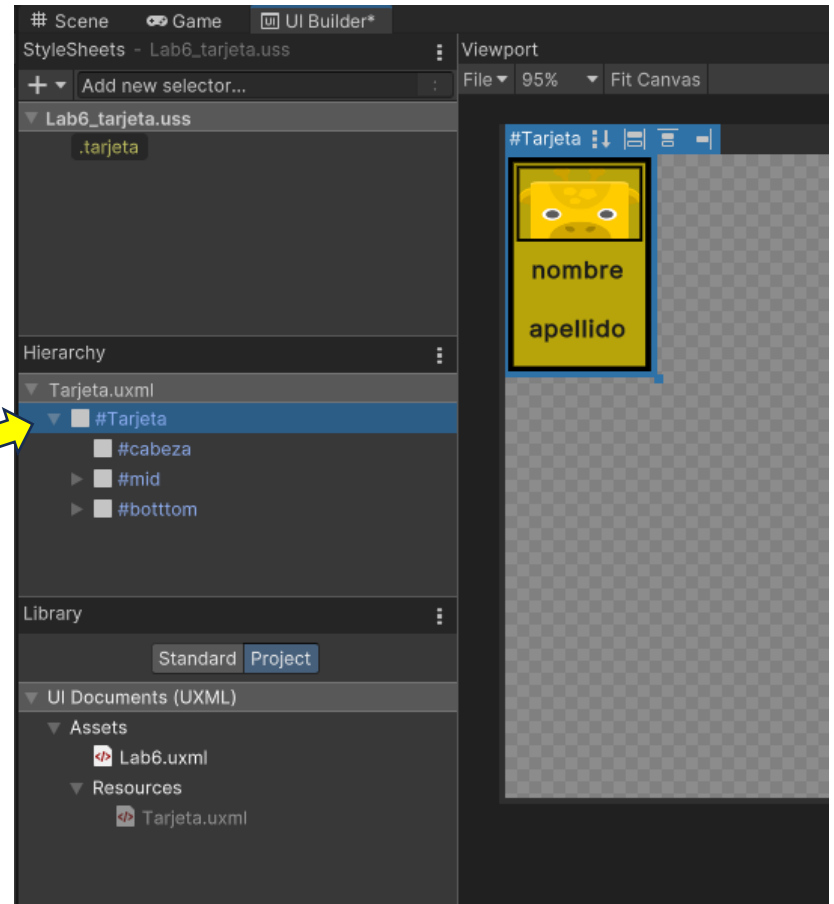 Scene Game UI Builder*
StyleSheets - Lab6_tarjeta.uss
Add new selector...
Lab6_tarjeta.uss
.tarjeta
Hierarchy
Tarjeta.uxml
#Tarjeta
#cabeza
#mid
#botttom
Library
Standard Project
UI Documents (UXML)
Assets
Lab6.uxml
Resources
Tarjeta.uxml
Viewport
File 95% Fit Canvas
#Tarjeta
nombre
apellido